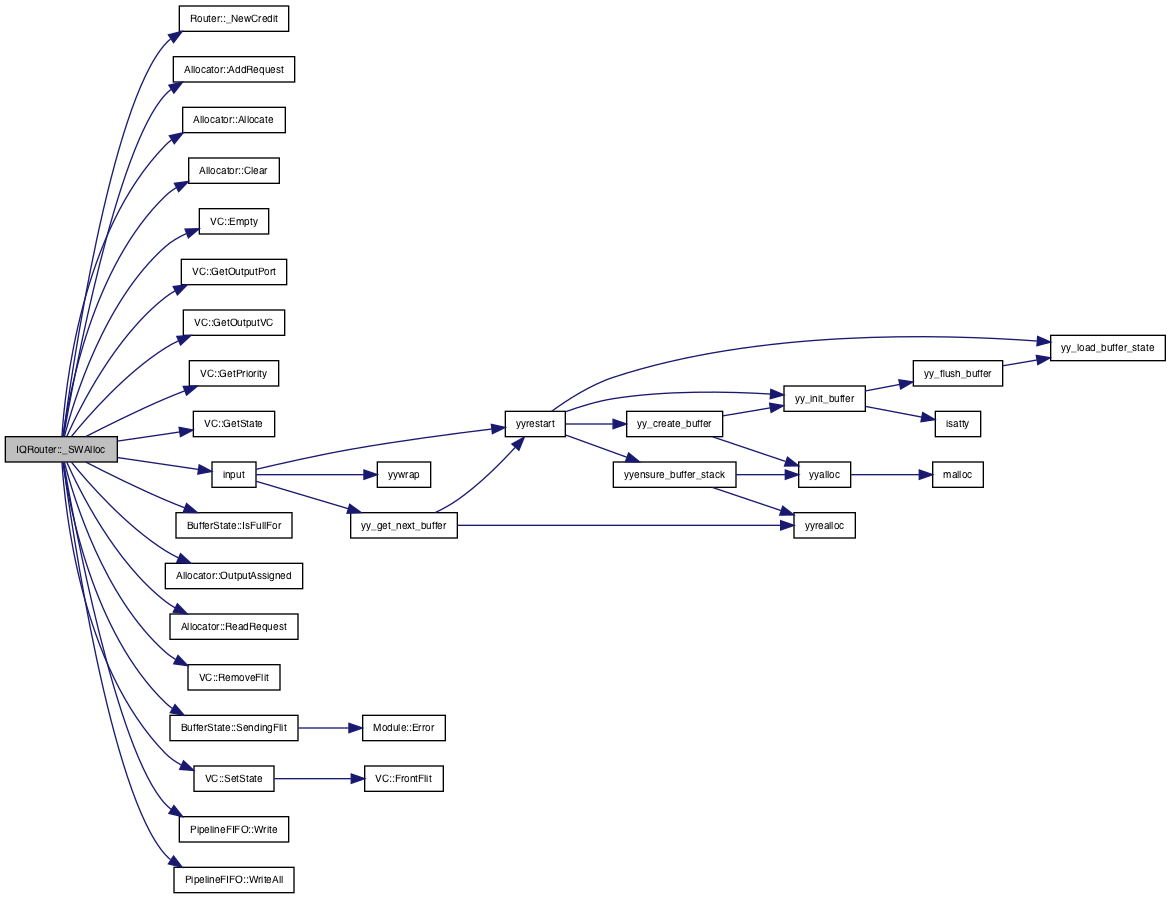 Router::_NewCredit
Allocator::AddRequest
Allocator::Allocate
Allocator::Clear
VC::Empty
VC::GetOutputPort
VC::GetOutputVC
yy_load_buffer_state
VC::GetPriority
yy_flush_buffer
yy_init_buffer
VC::GetState
yyrestart
yy_create_buffer
isatty
IQRouter::_SWAlloc
input
yywrap
yyensure_buffer_stack
yyalloc
malloc
BufferState::IsFullFor
yy_get_next_buffer
yyrealloc
Allocator::OutputAssigned
Allocator::ReadRequest
VC::RemoveFlit
BufferState::SendingFlit
Module::Error
VC::SetState
VC::FrontFlit
PipelineFIFO::Write
PipelineFIFO::WriteAll